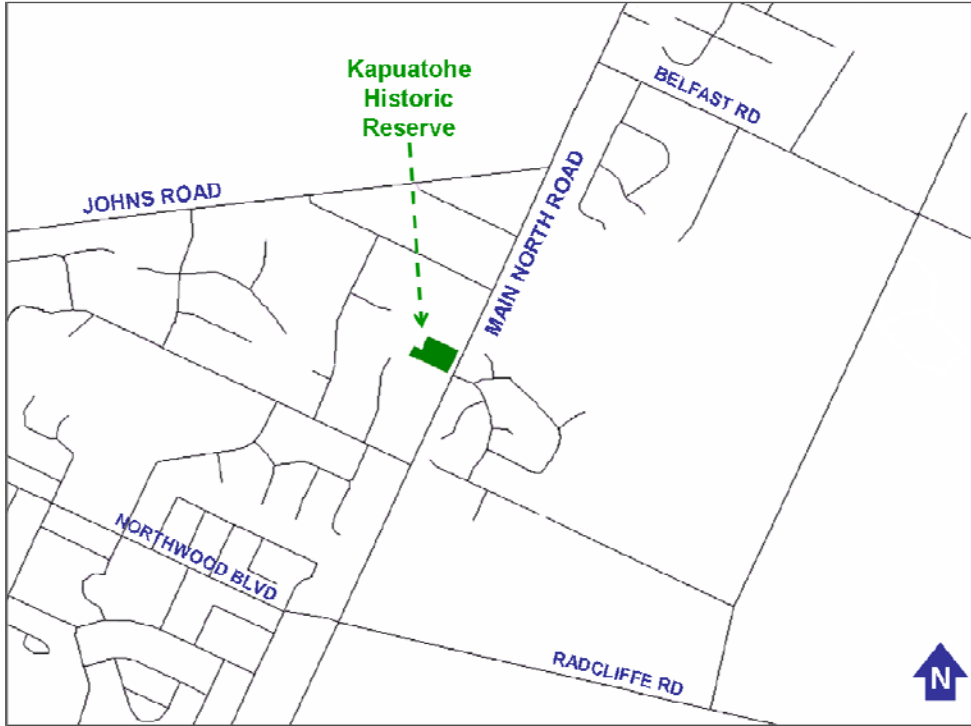 Kapuatohe
Historic
Reserve
BELFAST RD
JOHNS ROAD
MAIN NORTH ROAD
NORTHWOOD BLVD
RADCLIFFE RD
N